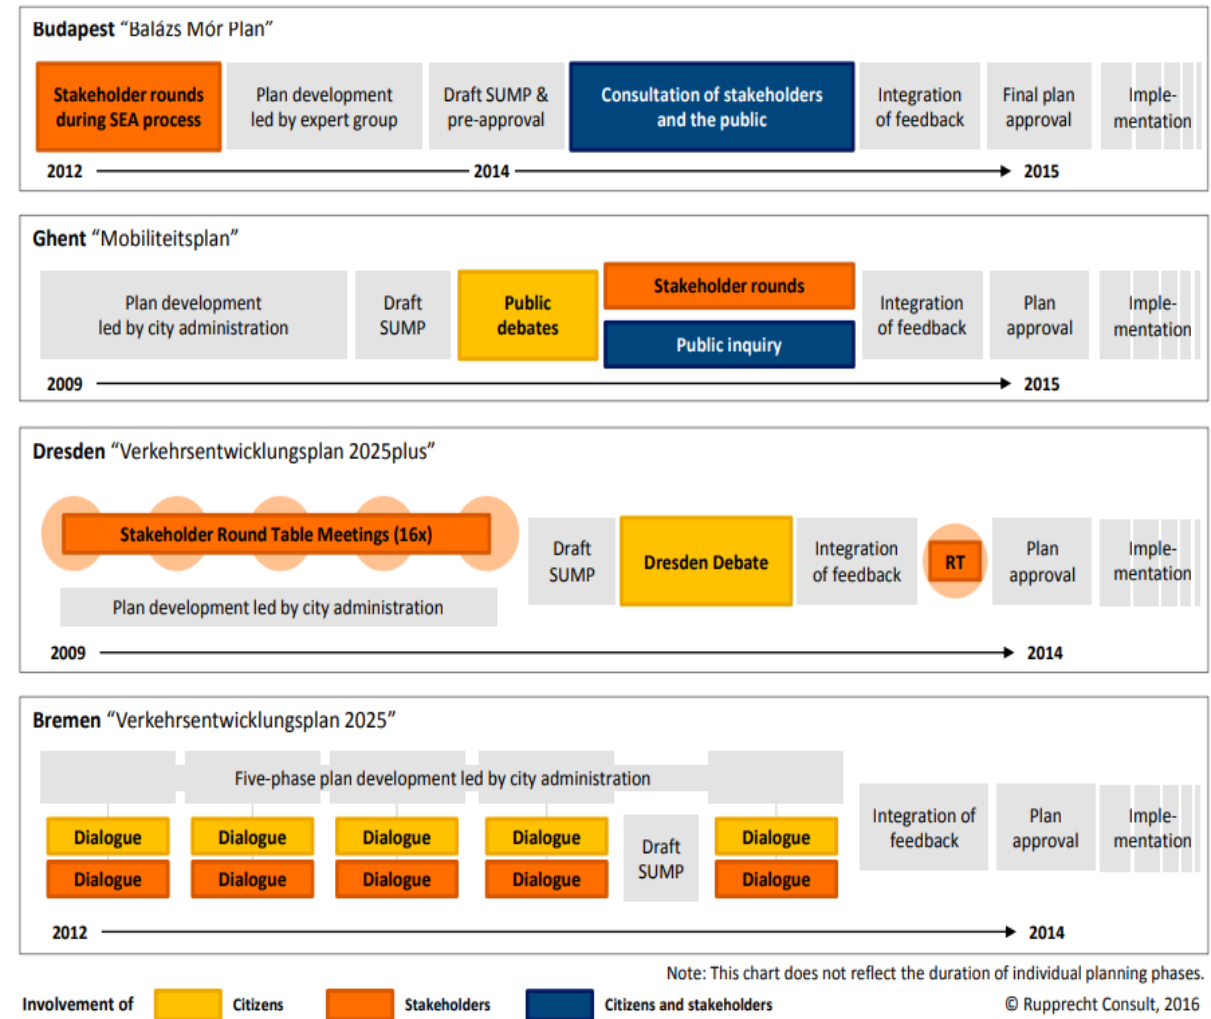 Budapest “Balázs Mór Plan”
Stakeholder rounds
during SEA process
Plan development
led by expert group
Draft SUMP &
pre-approval
Consultation of stakeholders
and the public
Integration
of feedback
Final plan
approval
Imple-
mentation
2012
2014
2015
Ghent “Mobiliteitsplan”
Plan development
led by city administration
Draft
SUMP
Public
debates
Stakeholder rounds
Public inquiry
Integration
of feedback
Plan
approval
Imple-
mentation
2009
2015
Dresden “Verkehrsentwicklungsplan 2025plus”
Stakeholder Round Table Meetings (16x)
Plan development led by city administration
Draft
SUMP
Dresden Debate
Integration
of feedback
RT
Plan
approval
Imple-
mentation
2009
2014
Bremen “Verkehrsentwicklungsplan 2025”
Five-phase plan development led by city administration
Dialogue
Dialogue
Dialogue
Dialogue
Dialogue
Dialogue
Dialogue
Dialogue
Draft
SUMP
Dialogue
Dialogue
Integration of
feedback
Plan
approval
Imple-
mentation
2012
2014
Note: This chart does not reflect the duration of individual planning phases.
Involvement of
Citizens
Stakeholders
Citizens and stakeholders
© Rupprecht Consult, 2016